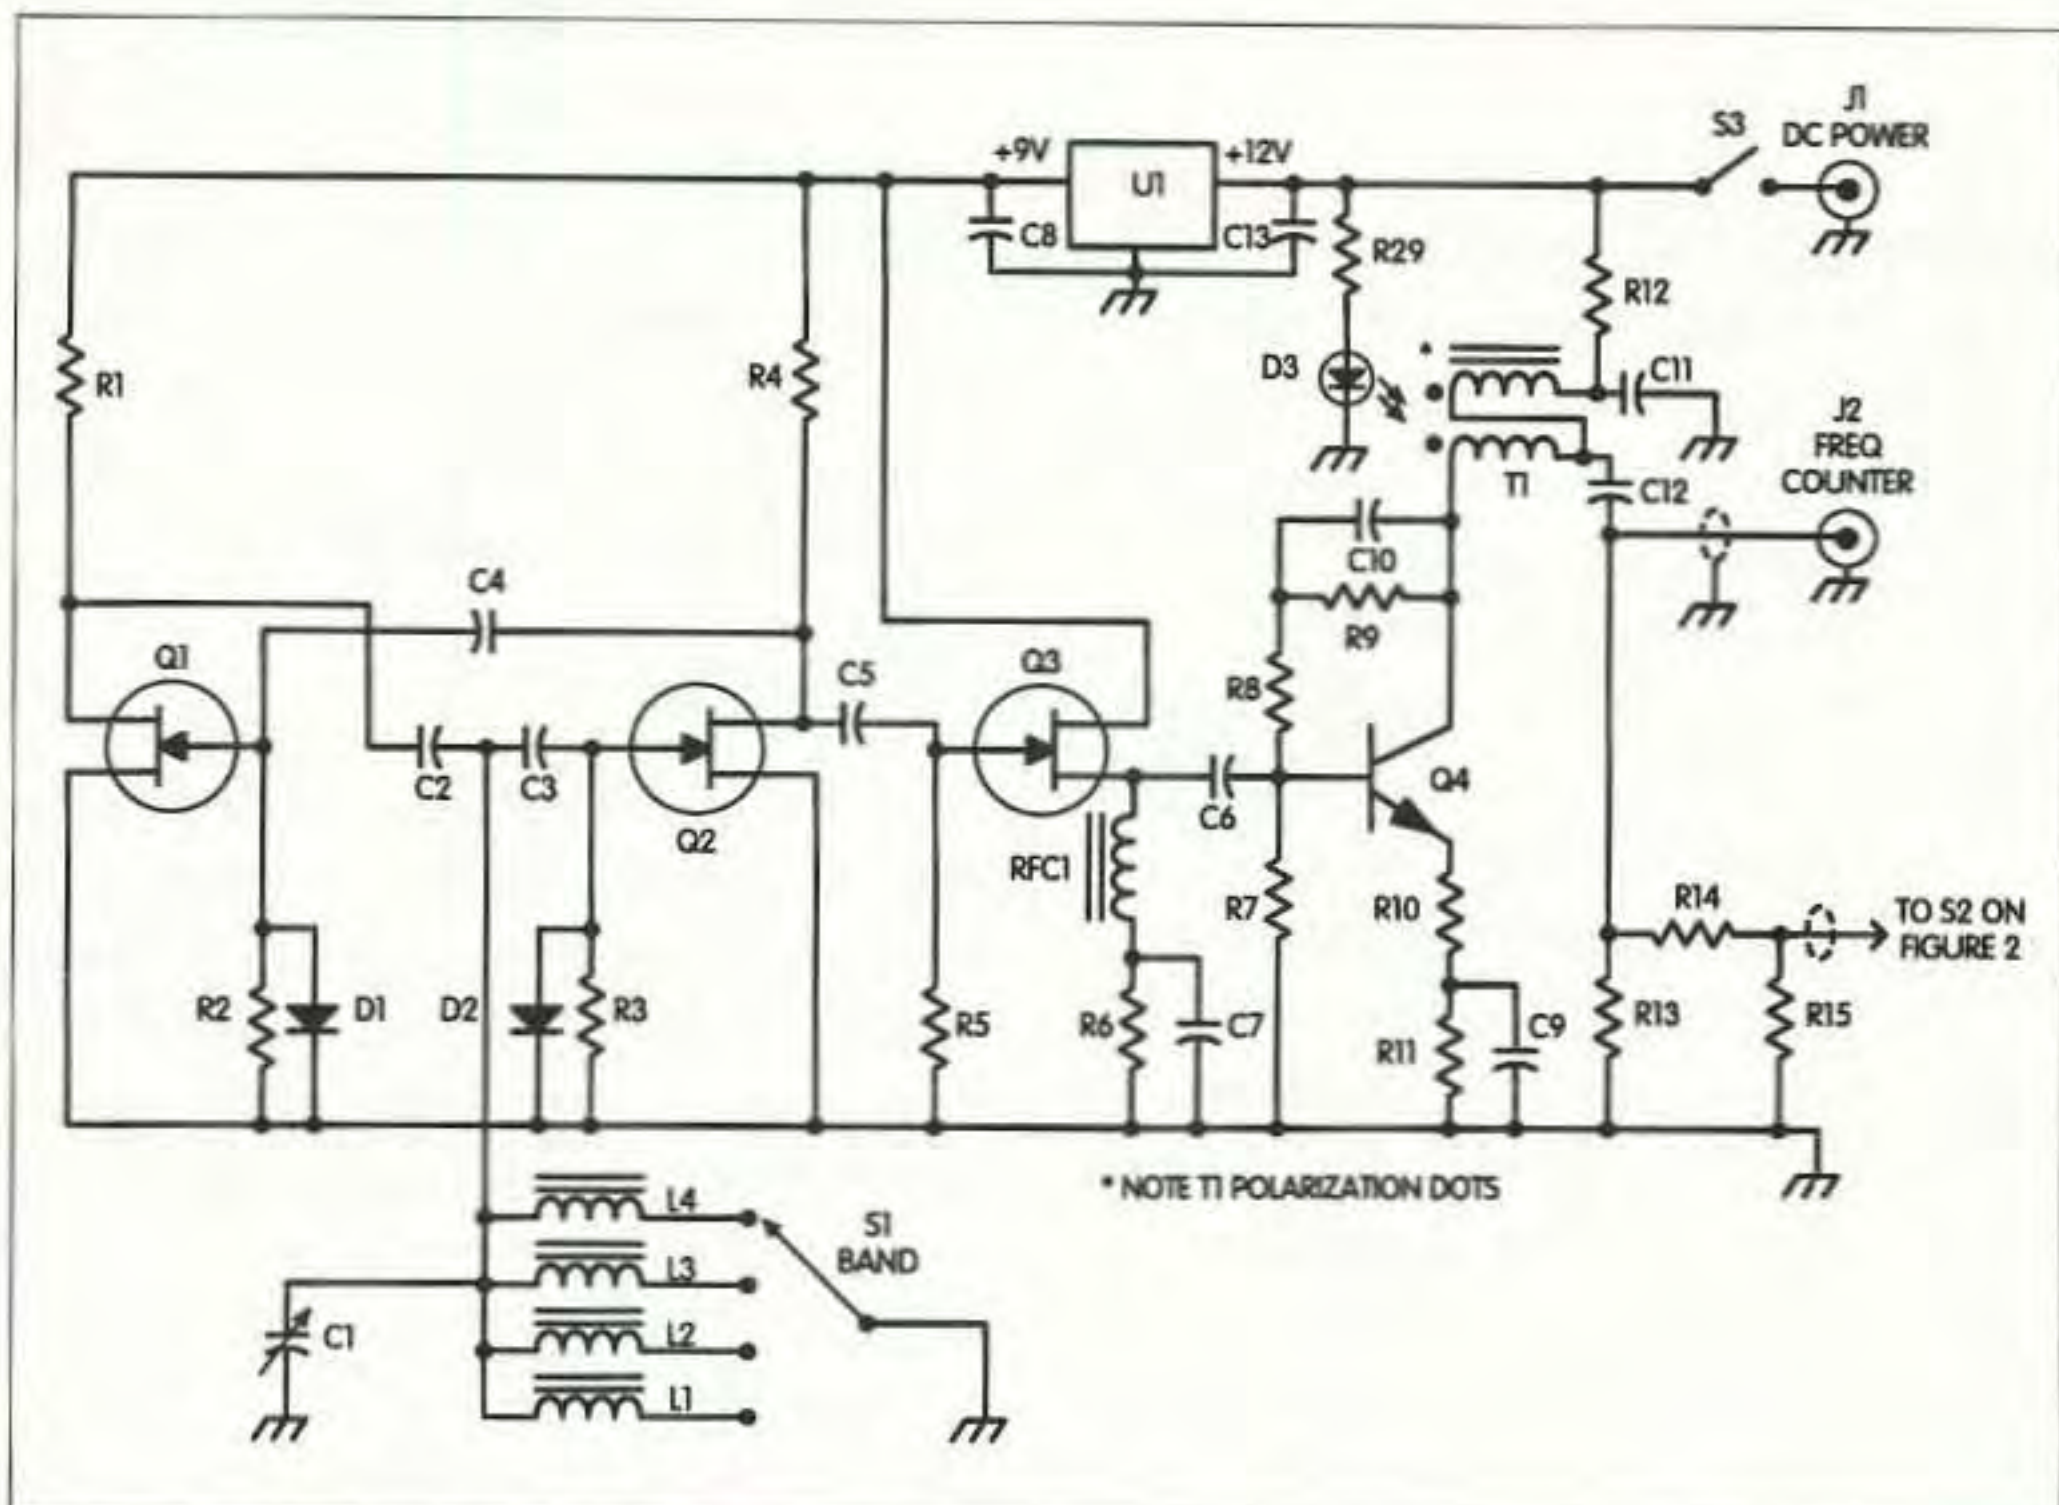 J1
DC POWER
S3
+9V
+12V
U1
C8
C13
R29
R12
R1
R4
D3
*
C11
J2
FREQ
COUNTER
T1
C12
C4
C10
R9
Q1
C5
Q3
R8
C2
C3
Q2
C6
Q4
RFC1
R7
R10
R14
TO S2 ON
FIGURE 2
R2
D1
D2
R3
R5
R6
C7
R11
C9
R13
R15
* NOTE T1 POLARIZATION DOTS
L4
S1
BAND
L3
L2
C1
L1